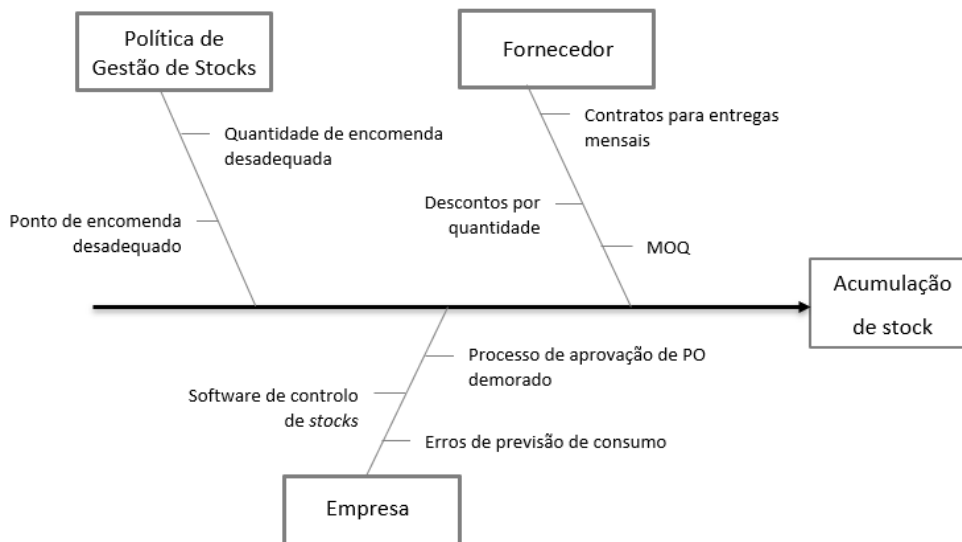 Política de
Gestão de Stocks
Fornecedor
Quantidade de encomenda
desadequada
Ponto de encomenda
desadequado
Contratos para entregas
mensais
Descontos por
quantidade
MOQ
Acumulação
de stock
Processo de aprovação de PO
demorado
Software de controlo
de stocks
Erros de previsão de consumo
Empresa